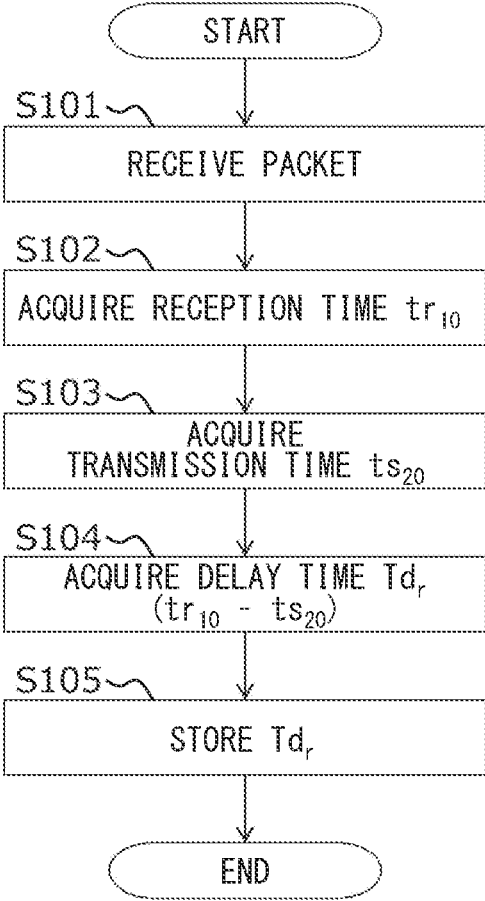 START
S101
RECEIVE PACKET
S102
ACQUIRE RECEPTION TIME tr₁₀
S103
ACQUIRE
TRANSMISSION TIME ts₂₀
S104
ACQUIRE DELAY TIME Tdᵣ
(tr₁₀ - ts₂₀)
S105
STORE Tdᵣ
END